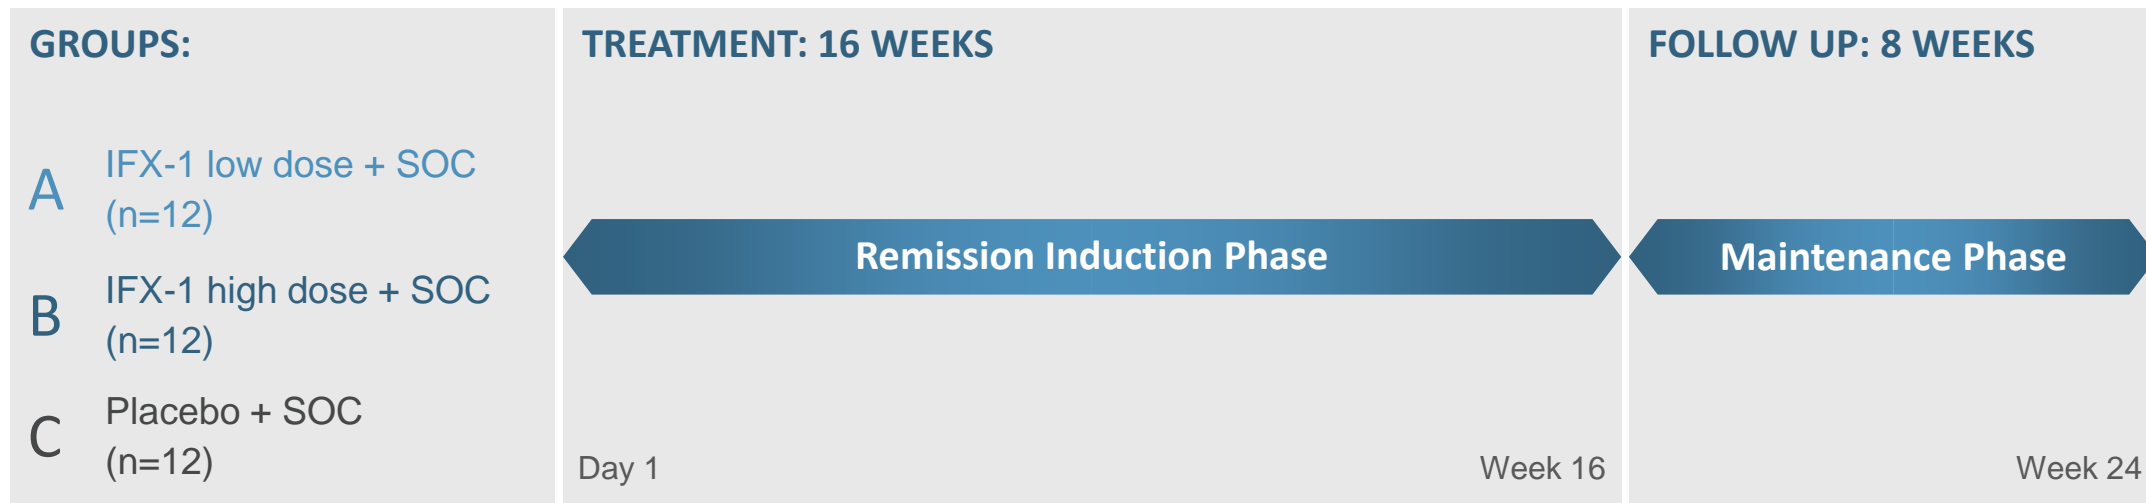 GROUPS:
A
IFX-1 low dose + SOC
(n=12)
B
IFX-1 high dose + SOC
(n=12)
C
Placebo + SOC
(n=12)
TREATMENT: 16 WEEKS
Remission Induction Phase
Day 1
Week 16
FOLLOW UP: 8 WEEKS
Maintenance Phase
Week 24